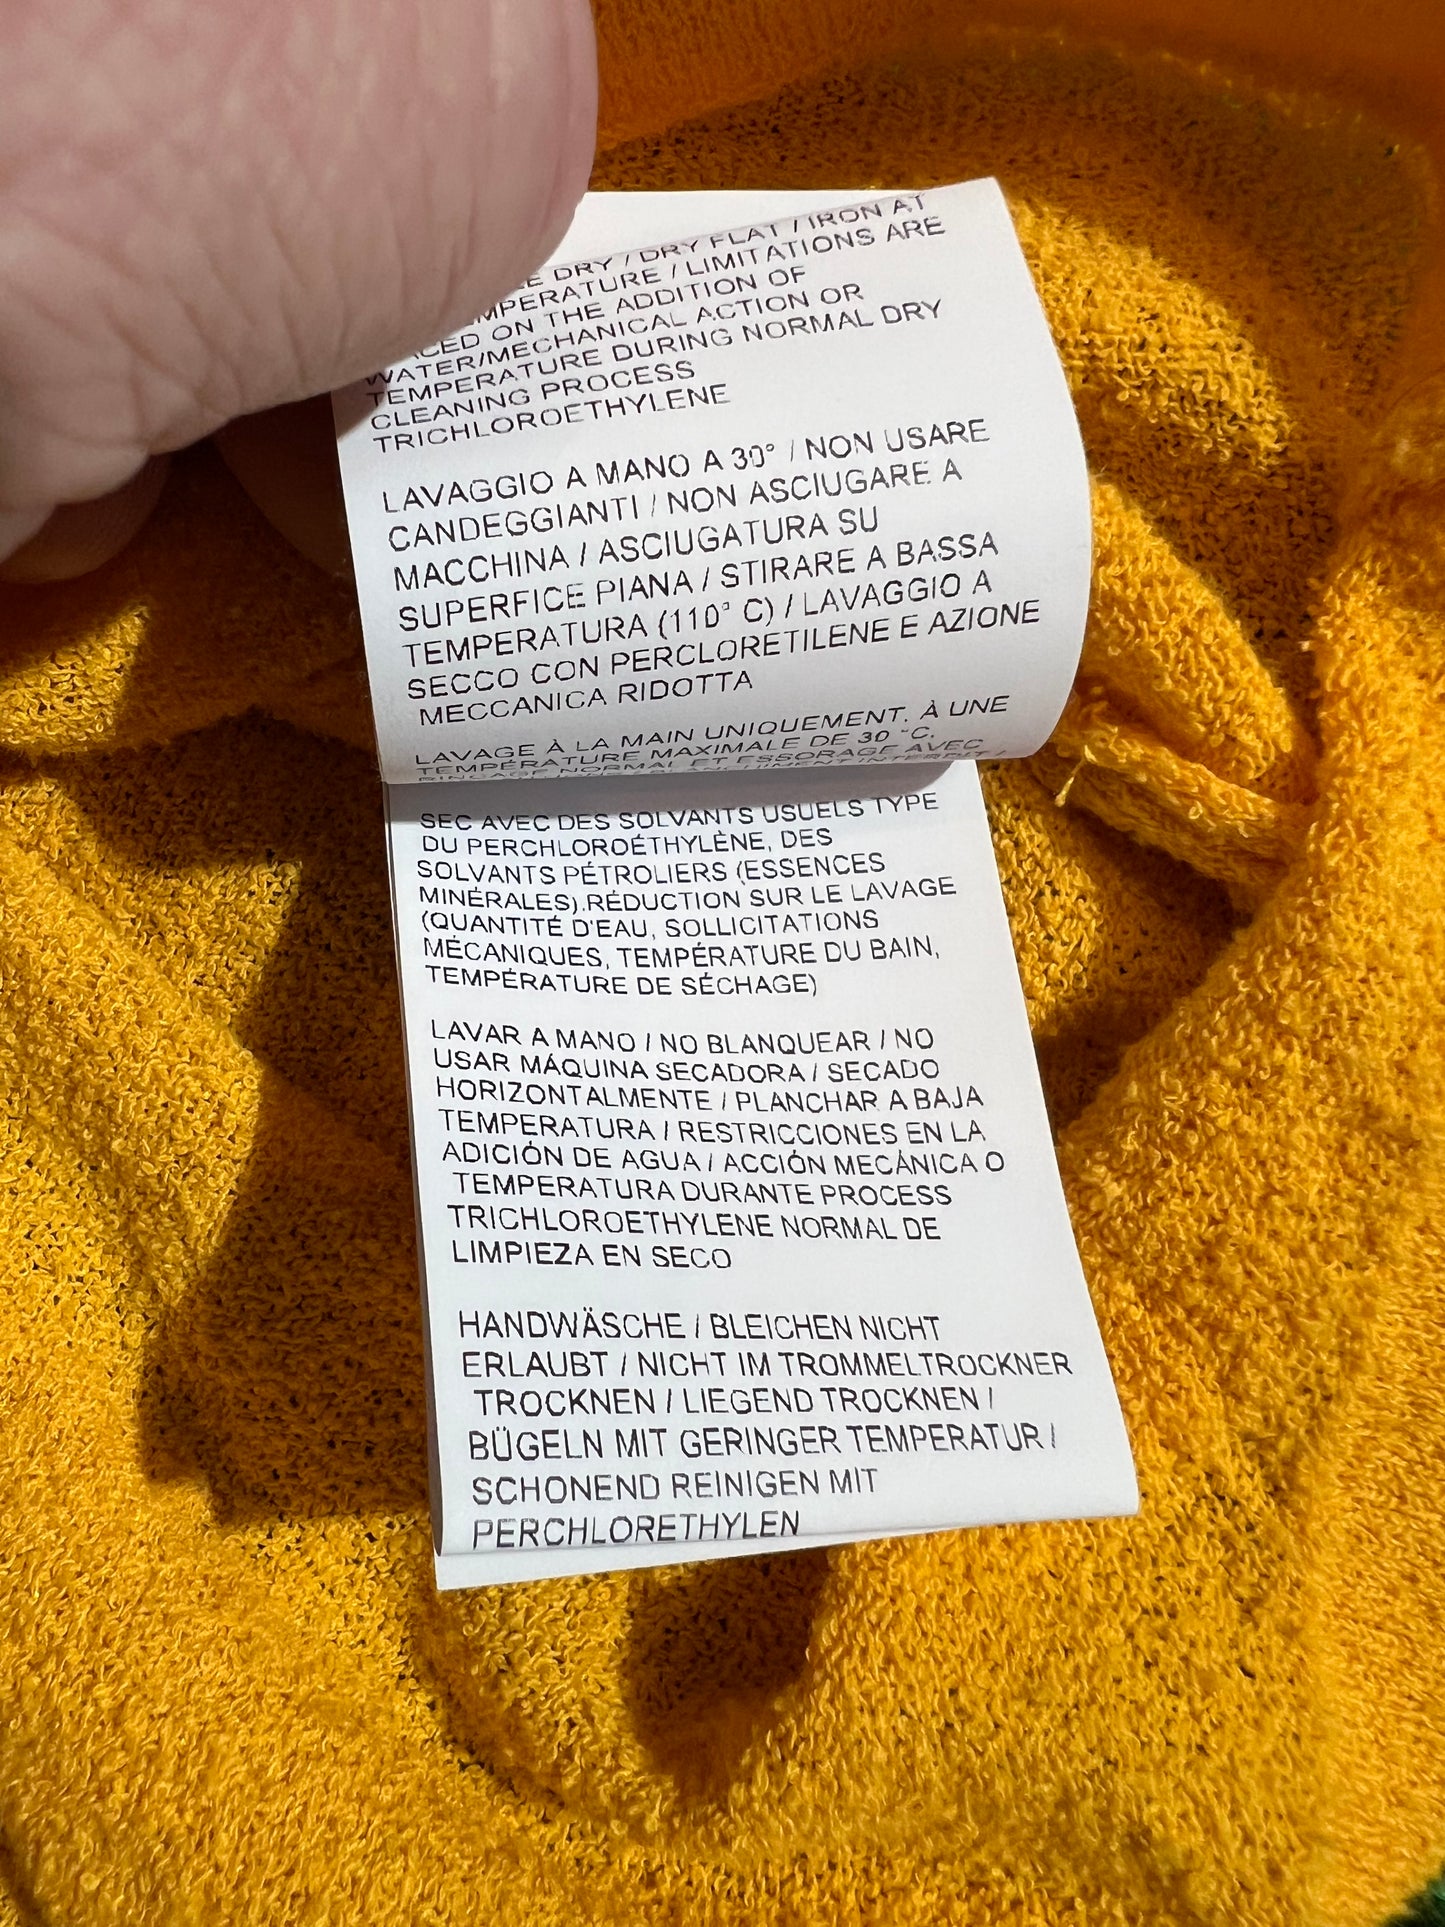 DRY / DRY FLAT / IRON AT
TEMPERATURE / LIMITATIONS ARE
ON THE ADDITION OF
WATER/MECHANICAL ACTION OR
TEMPERATURE DURING NORMAL DRY
CLEANING PROCESS
TRICHLOROETHYLENE
LAVAGGIO A MANO A 30° / NON USARE
CANDEGGIANTI / NON ASCIUGARE A
MACCHINA / ASCIUGATURA SU
SUPERFICE PIANA / STIRARE A BASSA
TEMPERATURA (110° C) / LAVAGGIO A
SECCO CON PERCLORETILENE E AZIONE
MECCANICA RIDOTTA
LAVAGE À LA MAIN UNIQUEMENT. À UNE
TEMPÉRATURE MAXIMALE DE 30 °C.
RINÇAGE NORMAL ET ESSORAGE AVEC
SEC AVEC DES SOLVANTS USUELS TYPE
DU PERCHLOROÉTHYLÈNE, DES
SOLVANTS PÉTROLIERS (ESSENCES
MINÉRALES).RÉDUCTION SUR LE LAVAGE
(QUANTITÉ D'EAU, SOLLICITATIONS
MÉCANIQUES, TEMPÉRATURE DU BAIN,
TEMPÉRATURE DE SÉCHAGE)
LAVAR A MANO / NO BLANQUEAR / NO
USAR MÁQUINA SECADORA / SECADO
HORIZONTALMENTE / PLANCHAR A BAJA
TEMPERATURA / RESTRICCIONES EN LA
ADICIÓN DE AGUA / ACCIÓN MECÁNICA O
TEMPERATURA DURANTE PROCESS
TRICHLOROETHYLENE NORMAL DE
LIMPIEZA EN SECO
HANDWÄSCHE / BLEICHEN NICHT
ERLAUBT / NICHT IM TROMMELTROCKNER
TROCKNEN / LIEGEND TROCKNEN /
BÜGELN MIT GERINGER TEMPERATUR /
SCHONEND REINIGEN MIT
PERCHLORETHYLEN